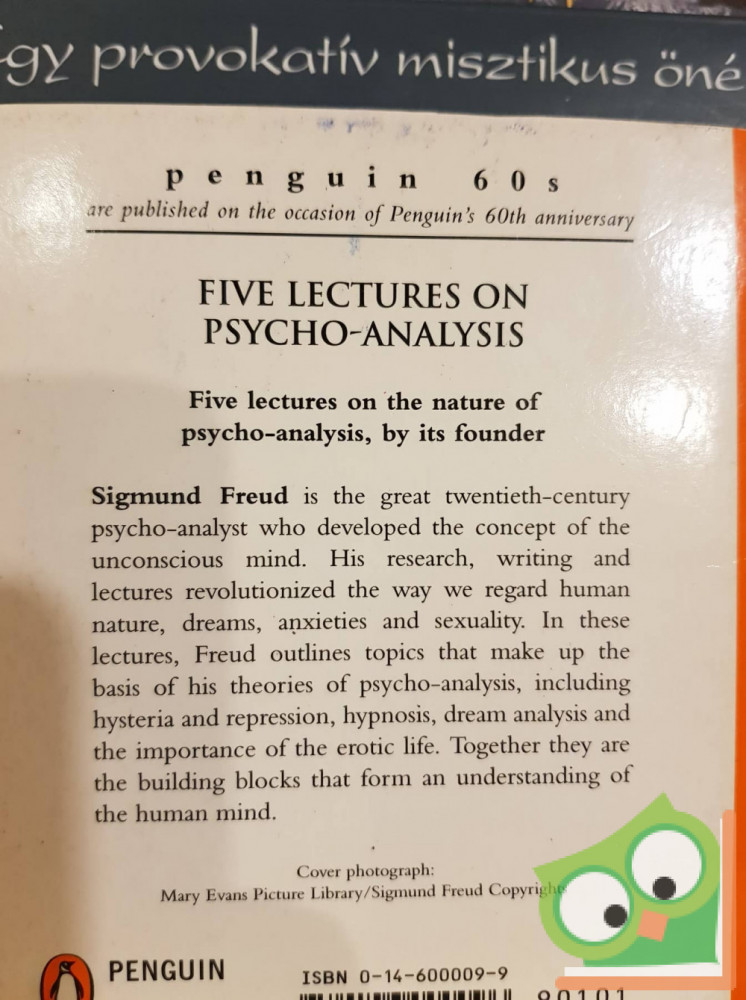 gy provokatív misztikus öné
penguin 60s
are published on the occasion of Penguin's 60th anniversary
FIVE LECTURES ON
PSYCHO-ANALYSIS
Five lectures on the nature of
psycho-analysis, by its founder
Sigmund Freud is the great twentieth-century
psycho-analyst who developed the concept of the
unconscious mind. His research, writing and
lectures revolutionized the way we regard human
nature, dreams, anxieties and sexuality. In these
lectures, Freud outlines topics that make up the
basis of his theories of psycho-analysis, including
hysteria and repression, hypnosis, dream analysis and
the importance of the erotic life. Together they are
the building blocks that form an understanding of
the human mind.
Cover photograph:
Mary Evans Picture Library/Sigmund Freud Copyright
PENGUIN
ISBN 0-14-600009-9
90101